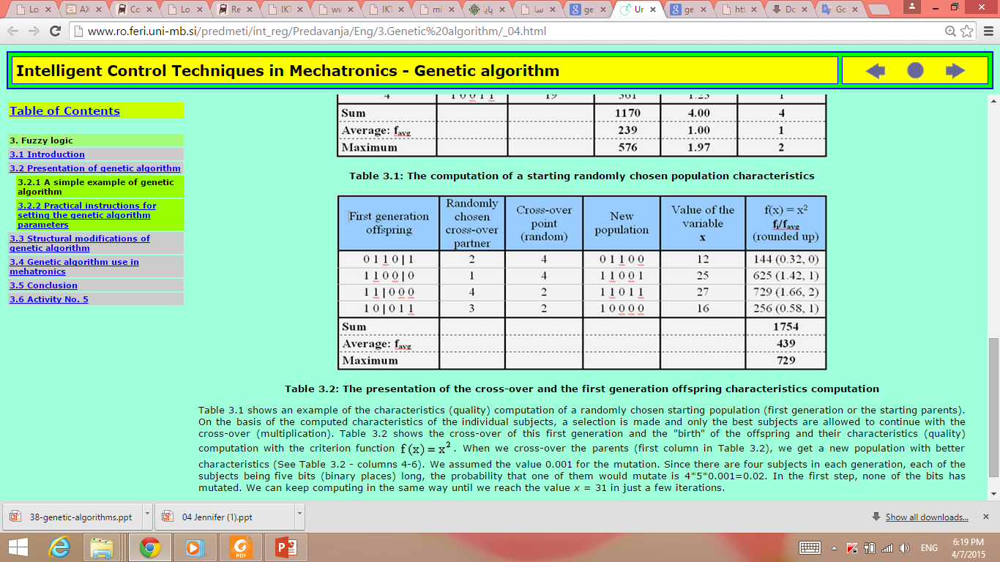 Lo
AX
Co
Lo
Re
IKT
wv
IKT
mi
پای
سا
ge
Ur
ge
htt
Dc
Gc
www.ro.feri.uni-mb.si/predmeti/int_reg/Predavanja/Eng/3.Genetic%20algorithm/_04.html
Intelligent Control Techniques in Mechatronics - Genetic algorithm
Table of Contents
3. Fuzzy logic
3.1 Introduction
3.2 Presentation of genetic algorithm
3.2.1 A simple example of genetic
algorithm
3.2.2 Practical instructions for
setting the genetic algorithm
parameters
3.3 Structural modifications of
genetic algorithm
3.4 Genetic algorithm use in
mehatronics
3.5 Conclusion
3.6 Activity No. 5
4 1 0 0 1 1 19 361 1.23 1
Sum 1170 4.00 4
Average: favg 239 1.00 1
Maximum 576 1.97 2
Table 3.1: The computation of a starting randomly chosen population characteristics
First generation
offspring
Randomly
chosen
cross-over
partner
Cross-over
point
(random)
New
population
Value of the
variable
x
f(x) = x²
fi/favg
(rounded up)
0 1 1 0 | 1 2 4 0 1 1 0 0 12 144 (0.32, 0)
1 1 0 0 | 0 1 4 1 1 0 0 1 25 625 (1.42, 1)
1 1 | 0 0 0 4 2 1 1 0 1 1 27 729 (1.66, 2)
1 0 | 0 1 1 3 2 1 0 0 0 0 16 256 (0.58, 1)
Sum 1754
Average: favg 439
Maximum 729
Table 3.2: The presentation of the cross-over and the first generation offspring characteristics computation
Table 3.1 shows an example of the characteristics (quality) computation of a randomly chosen starting population (first generation or the starting parents).
On the basis of the computed characteristics of the individual subjects, a selection is made and only the best subjects are allowed to continue with the
cross-over (multiplication). Table 3.2 shows the cross-over of this first generation and the "birth" of the offspring and their characteristics (quality)
computation with the criterion function f (x) = x². When we cross-over the parents (first column in Table 3.2), we get a new population with better
characteristics (See Table 3.2 - columns 4-6). We assumed the value 0.001 for the mutation. Since there are four subjects in each generation, each of the
subjects being five bits (binary places) long, the probability that one of them would mutate is 4*5*0.001=0.02. In the first step, none of the bits has
mutated. We can keep computing in the same way until we reach the value x = 31 in just a few iterations.
38-genetic-algorithms.ppt
04 Jennifer (1).ppt
Show all downloads...
PDF
ENG
6:19 PM
4/7/2015